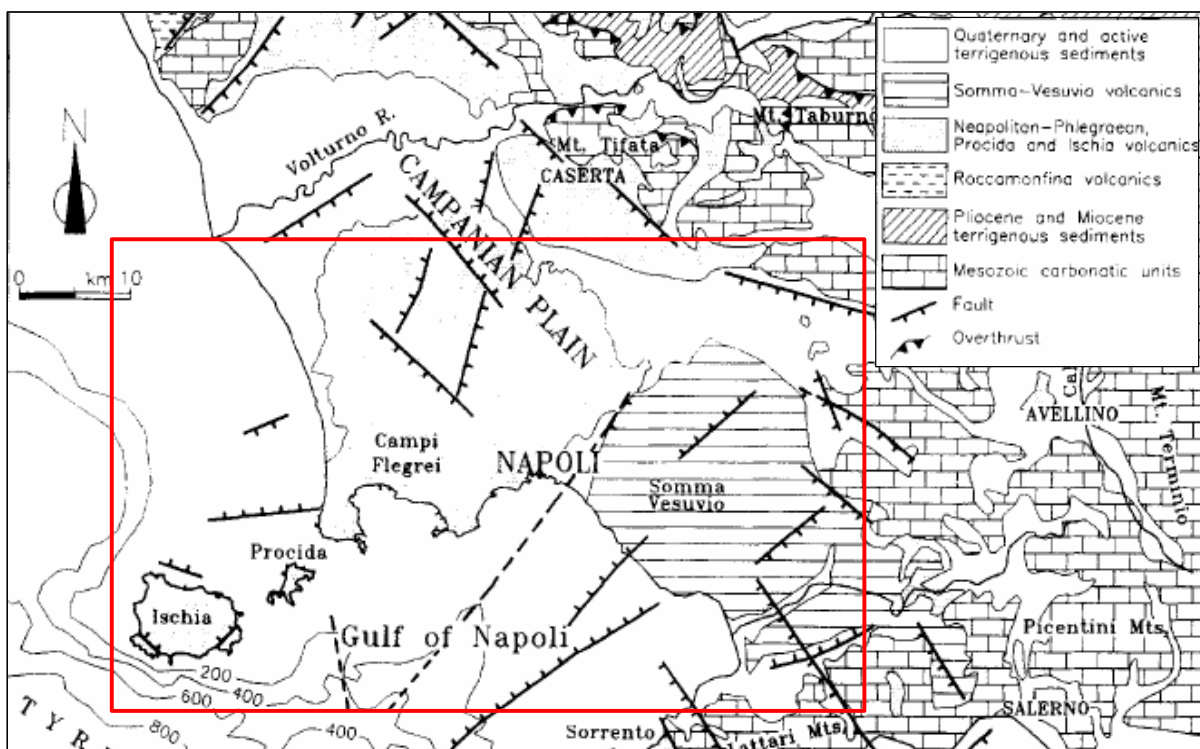 Quaternary and active
terrigenous sediments
Somma-Vesuvia volcanics
Neapolitan-Phlegraean,
Procida and Ischia volcanics
Roccamonfina volcanics
Pliocene and Miocene
terrigenous sediments
Mesozoic carbonatic units
Fault
Overthrust
N
0 km 10
Volturno R.
Mt. Taburno
Mt. Tifata
CASERTA
CAMPANIAN PLAIN
AVELLINO
Mt. Terminio
Campi
Flegrei
NAPOLI
Somma
Vesuvio
Procida
Ischia
Gulf of Napoli
Picentini Mts.
SALERNO
200
400
600
800
400
Sorrento
Lattari Mts.